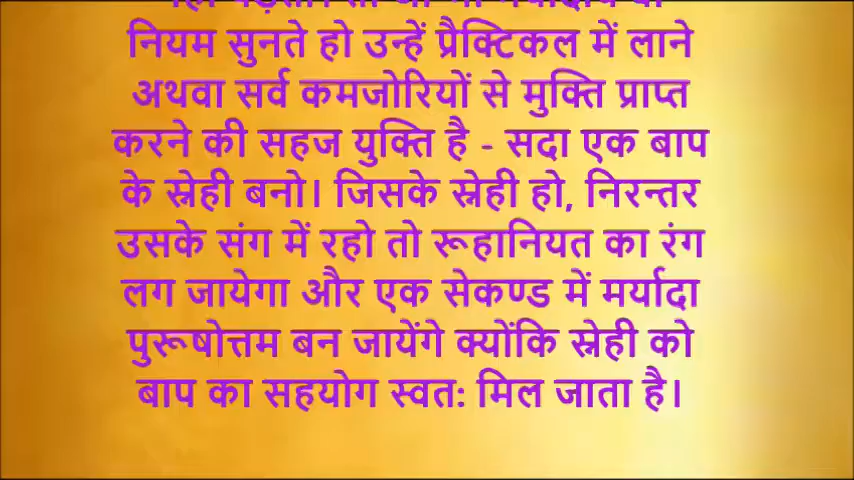 नियम सुनते हो उन्हें प्रैक्टिकल में लाने
अथवा सर्व कमजोरियों से मुक्ति प्राप्त
करने की सहज युक्ति है - सदा एक बाप
के स्नेही बनो। जिसके स्नेही हो, निरन्तर
उसके संग में रहो तो रूहानियत का रंग
लग जायेगा और एक सेकण्ड में मर्यादा
पुरूषोत्तम बन जायेंगे क्योंकि स्नेही को
बाप का सहयोग स्वत: मिल जाता है।